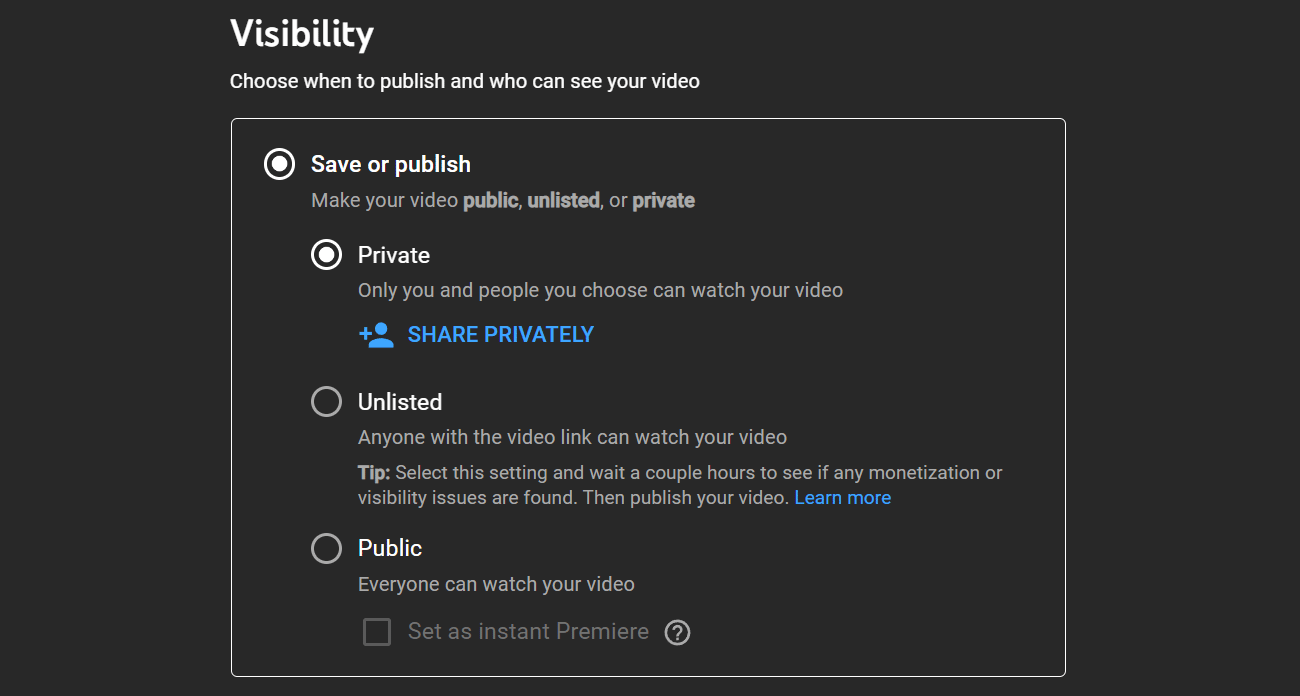 Visibility
Choose when to publish and who can see your video
Save or publish
Make your video public, unlisted, or private
Private
Only you and people you choose can watch your video
SHARE PRIVATELY
Unlisted
Anyone with the video link can watch your video
Tip: Select this setting and wait a couple hours to see if any monetization or
visibility issues are found. Then publish your video. Learn more
Public
Everyone can watch your video
Set as instant Premiere ?